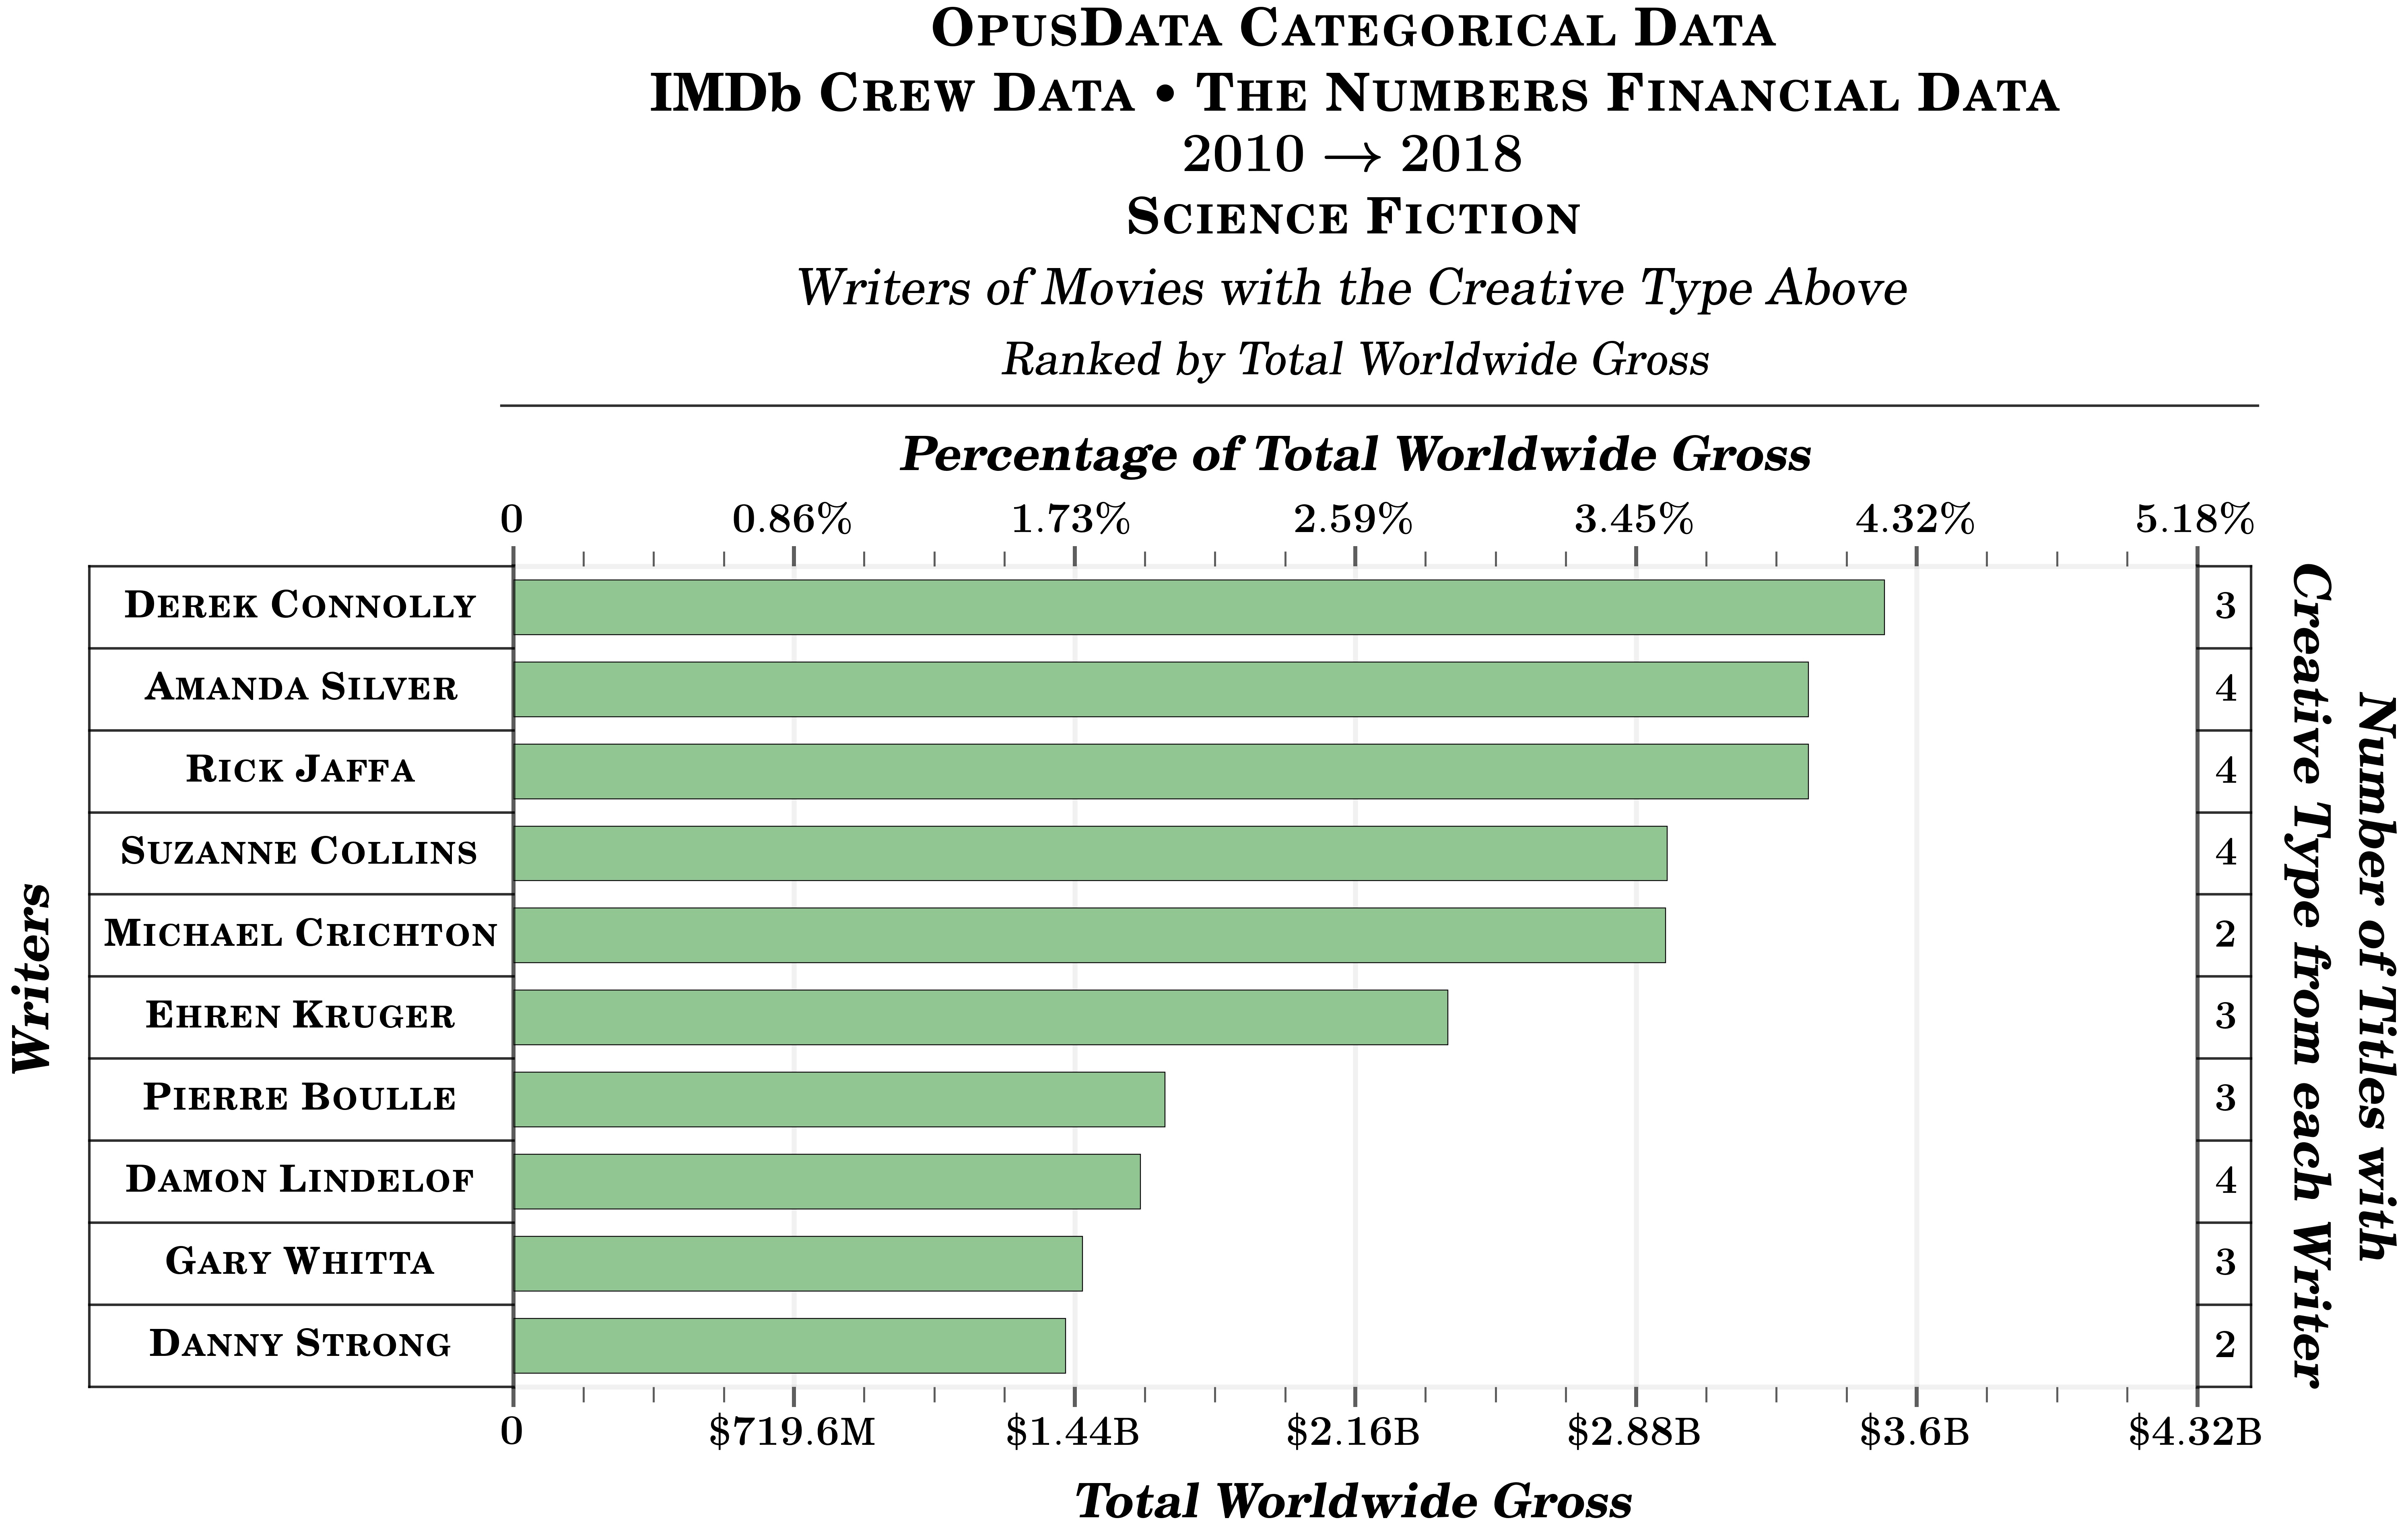 OpusData Categorical Data
IMDb Crew Data • The Numbers Financial Data
2010 → 2018
Science Fiction
Writers of Movies with the Creative Type Above
Ranked by Total Worldwide Gross
Percentage of Total Worldwide Gross
0 0.86% 1.73% 2.59% 3.45% 4.32% 5.18%
Writers
Derek Connolly 3
Amanda Silver 4
Rick Jaffa 4
Suzanne Collins 4
Michael Crichton 2
Ehren Kruger 3
Pierre Boulle 3
Damon Lindelof 4
Gary Whitta 3
Danny Strong 2
Number of Titles with
Creative Type from each Writer
0 $719.6M $1.44B $2.16B $2.88B $3.6B $4.32B
Total Worldwide Gross